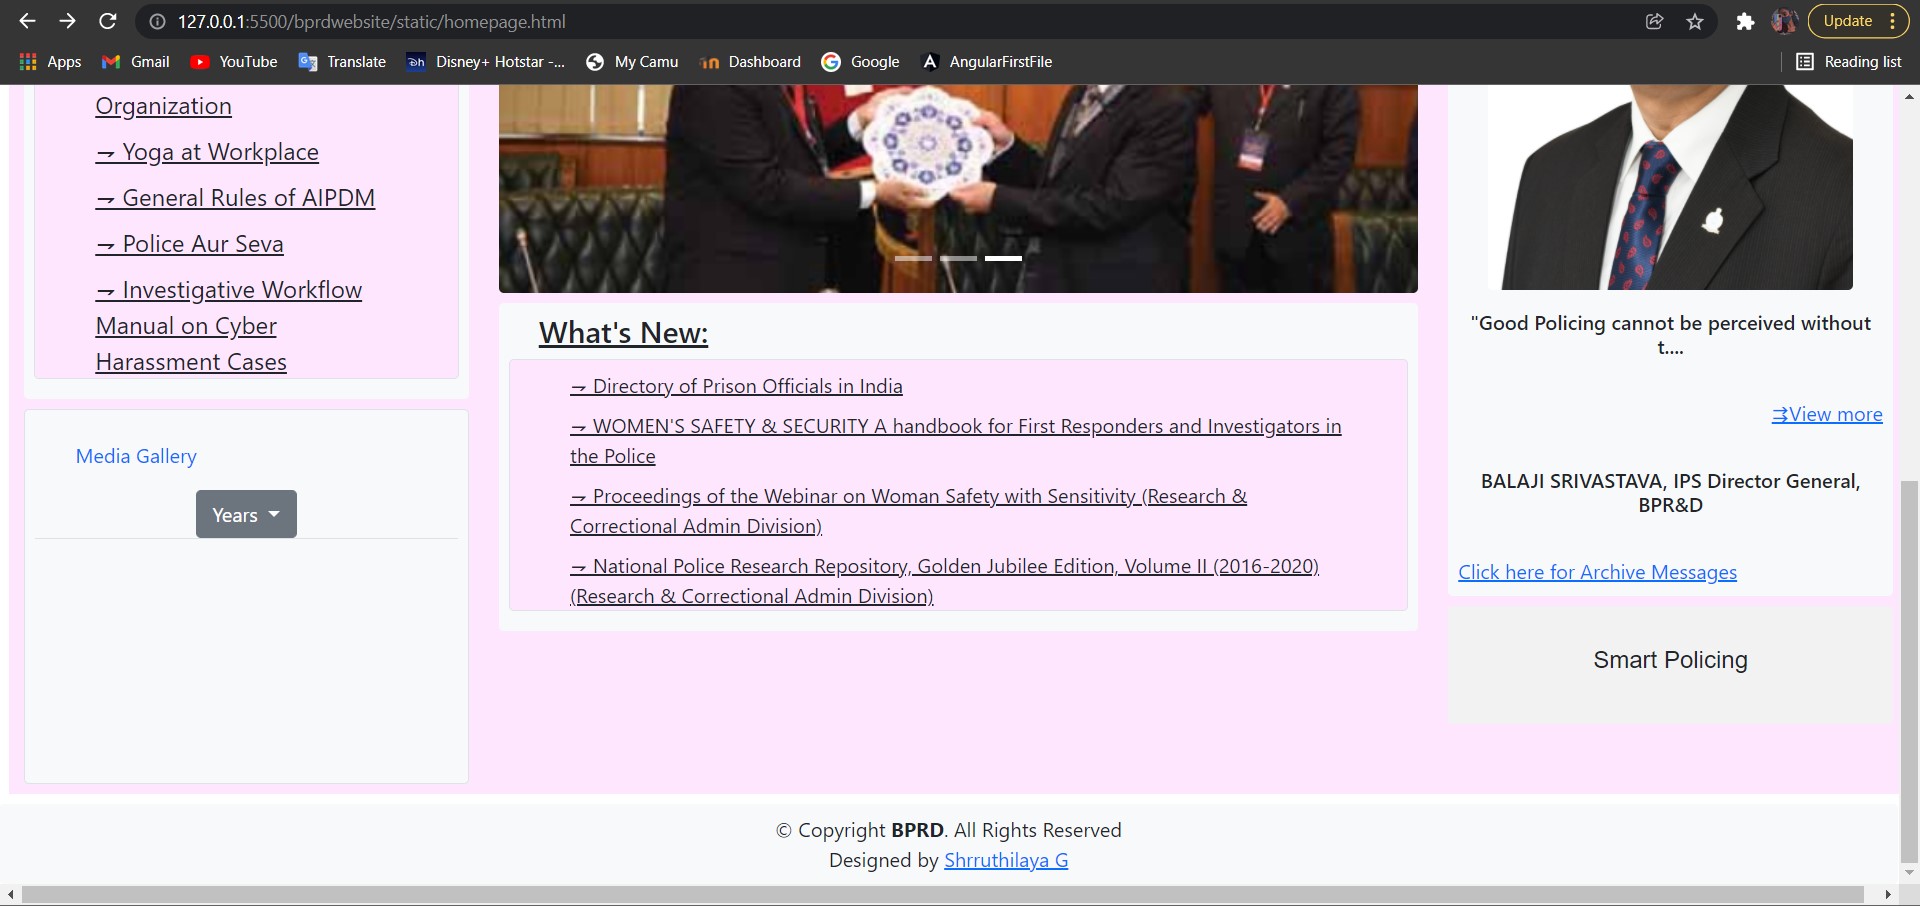 127.0.0.1:5500/bprdwebsite/static/homepage.html
Update
Apps
Gmail
YouTube
Translate
Disney+ Hotstar -...
My Camu
Dashboard
Google
AngularFirstFile
Reading list
Organization
⇁ Yoga at Workplace
⇁ General Rules of AIPDM
⇁ Police Aur Seva
⇁ Investigative Workflow
Manual on Cyber
Harassment Cases
Media Gallery
Years
What's New:
⇁ Directory of Prison Officials in India
⇁ WOMEN'S SAFETY & SECURITY A handbook for First Responders and Investigators in
the Police
⇁ Proceedings of the Webinar on Woman Safety with Sensitivity (Research &
Correctional Admin Division)
⇁ National Police Research Repository, Golden Jubilee Edition, Volume II (2016-2020)
(Research & Correctional Admin Division)
"Good Policing cannot be perceived without
t....
⇉View more
BALAJI SRIVASTAVA, IPS Director General,
BPR&D
Click here for Archive Messages
Smart Policing
© Copyright BPRD. All Rights Reserved
Designed by Shrruthilaya G